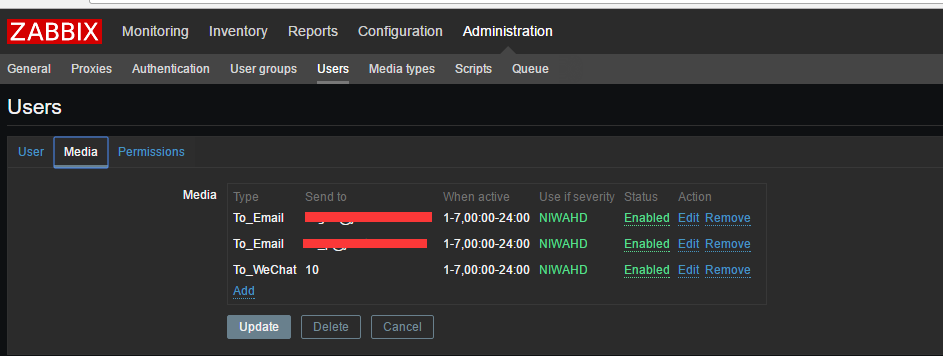 ZABBIX Monitoring Inventory Reports Configuration Administration
General Proxies Authentication User groups Users Media types Scripts Queue
Users
User Media Permissions
Media Type Send to When active Use if severity Status Action
To_Email 1-7,00:00-24:00 NIWAHD Enabled Edit Remove
To_Email 1-7,00:00-24:00 NIWAHD Enabled Edit Remove
To_WeChat 10 1-7,00:00-24:00 NIWAHD Enabled Edit Remove
Add
Update Delete Cancel